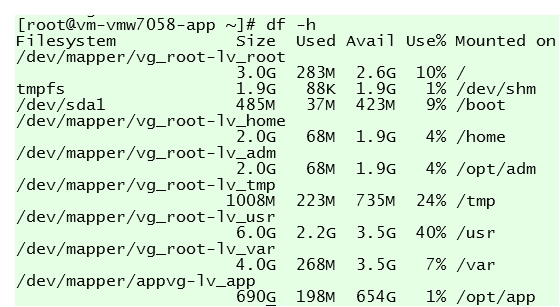 [root@vm-vmw7058-app ~]# df -h
Filesystem            Size  Used Avail Use% Mounted on
/dev/mapper/vg_root-lv_root
                      3.0G  283M  2.6G  10% /
tmpfs                 1.9G   88K  1.9G   1% /dev/shm
/dev/sda1             485M   37M  423M   9% /boot
/dev/mapper/vg_root-lv_home
                      2.0G   68M  1.9G   4% /home
/dev/mapper/vg_root-lv_adm
                      2.0G   68M  1.9G   4% /opt/adm
/dev/mapper/vg_root-lv_tmp
                     1008M  223M  735M  24% /tmp
/dev/mapper/vg_root-lv_usr
                      6.0G  2.2G  3.5G  40% /usr
/dev/mapper/vg_root-lv_var
                      4.0G  268M  3.5G   7% /var
/dev/mapper/appvg-lv_app
                      690G  198M  654G   1% /opt/app